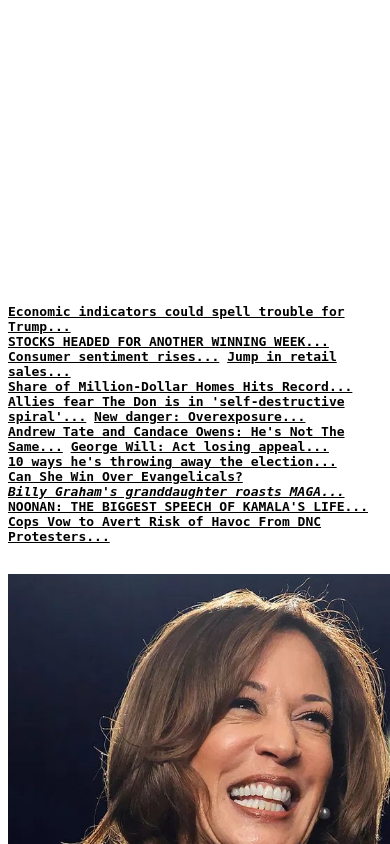 Economic indicators could spell trouble for
Trump...
STOCKS HEADED FOR ANOTHER WINNING WEEK...
Consumer sentiment rises... Jump in retail
sales...
Share of Million-Dollar Homes Hits Record...
Allies fear The Don is in 'self-destructive
spiral'... New danger: Overexposure...
Andrew Tate and Candace Owens: He's Not The
Same... George Will: Act losing appeal...
10 ways he's throwing away the election...
Can She Win Over Evangelicals?
Billy Graham's granddaughter roasts MAGA...
NOONAN: THE BIGGEST SPEECH OF KAMALA'S LIFE...
Cops Vow to Avert Risk of Havoc From DNC
Protesters...